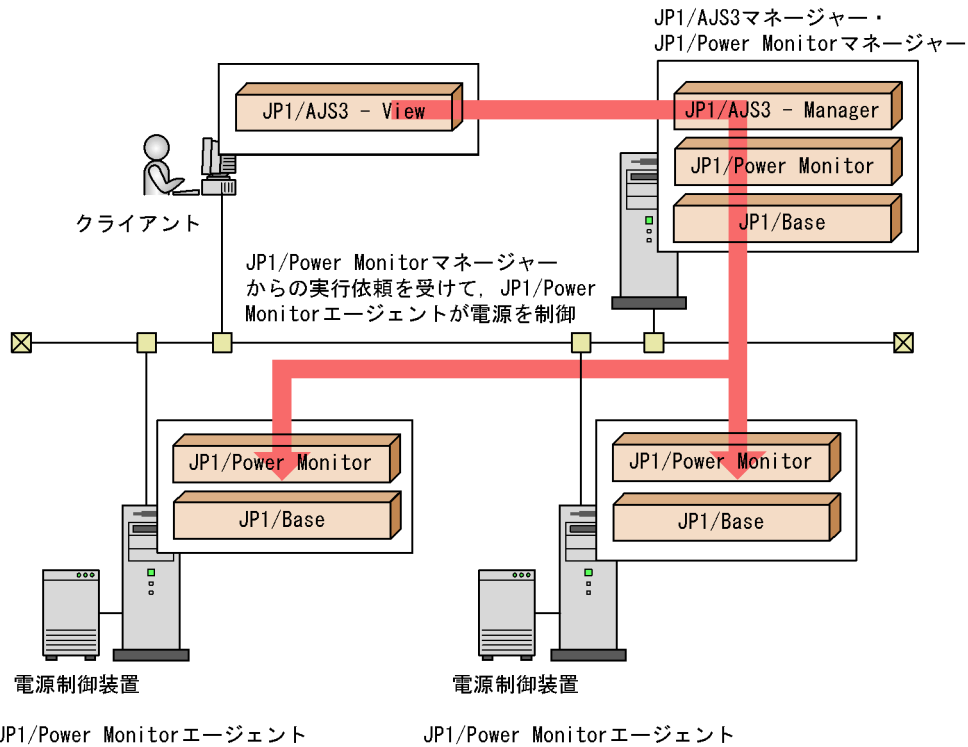 JP1/AJS3マネージャー・
JP1/Power Monitorマネージャー
JP1/AJS3 - View
JP1/AJS3 - Manager
JP1/Power Monitor
JP1/Base
クライアント
JP1/Power Monitorマネージャー
からの実行依頼を受けて，JP1/Power
Monitorエージェントが電源を制御
JP1/Power Monitor
JP1/Base
JP1/Power Monitor
JP1/Base
電源制御装置
電源制御装置
JP1/Power Monitorエージェント
JP1/Power Monitorエージェント